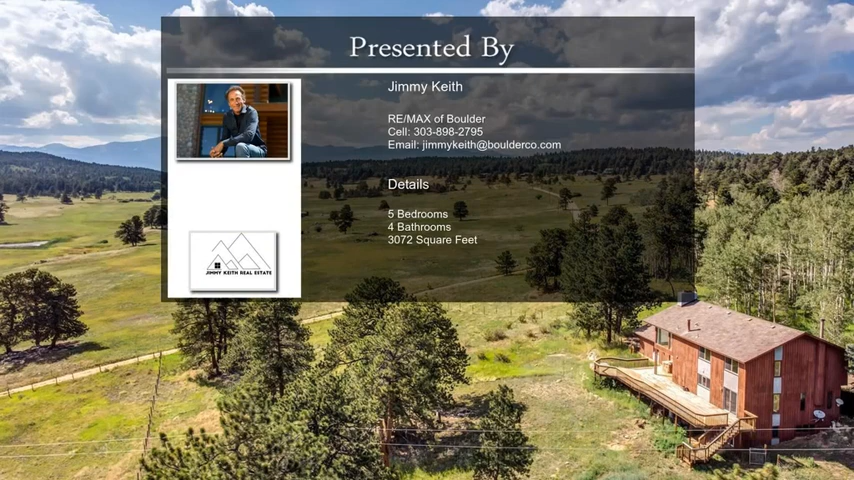 Presented By
Jimmy Keith
RE/MAX of Boulder
Cell: 303-898-2795
Email: jimmykeith@boulderco.com
Details
5 Bedrooms
4 Bathrooms
3072 Square Feet
JIMMY KEITH REAL ESTATE